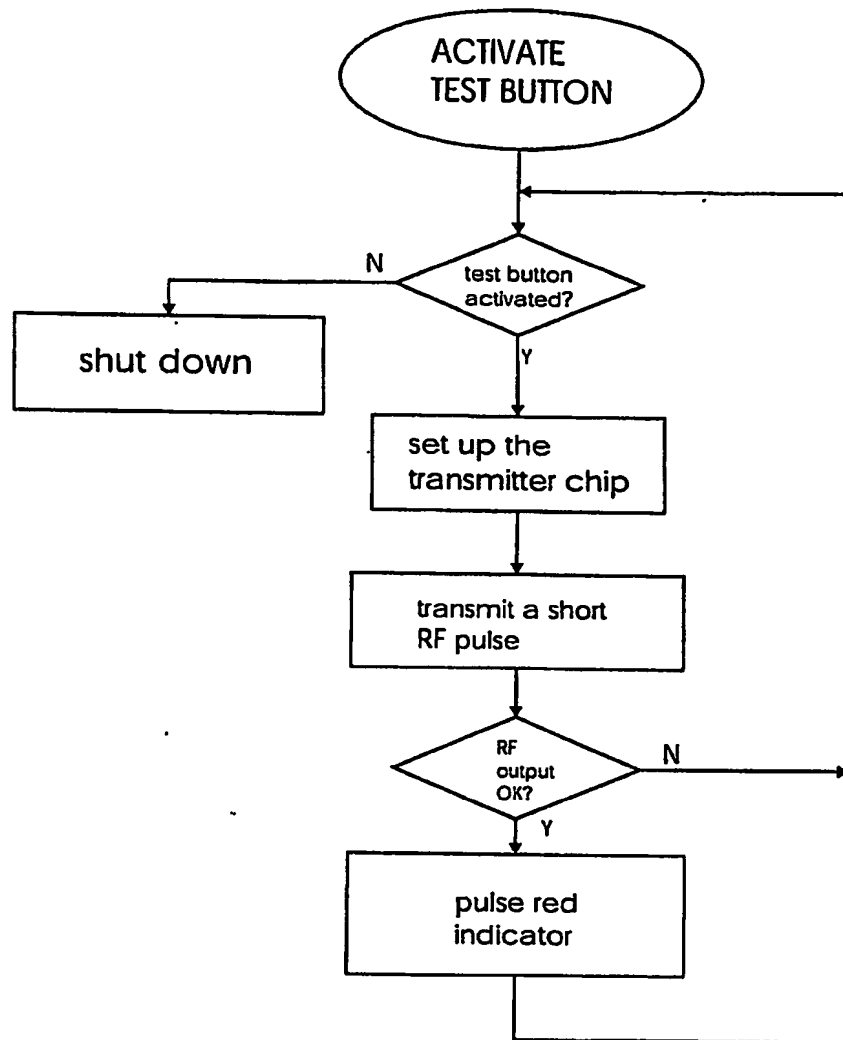 ACTIVATE
TEST BUTTON
test button
activated?
N
shut down
Y
set up the
transmitter chip
transmit a short
RF pulse
RF
output
OK?
N
Y
pulse red
indicator